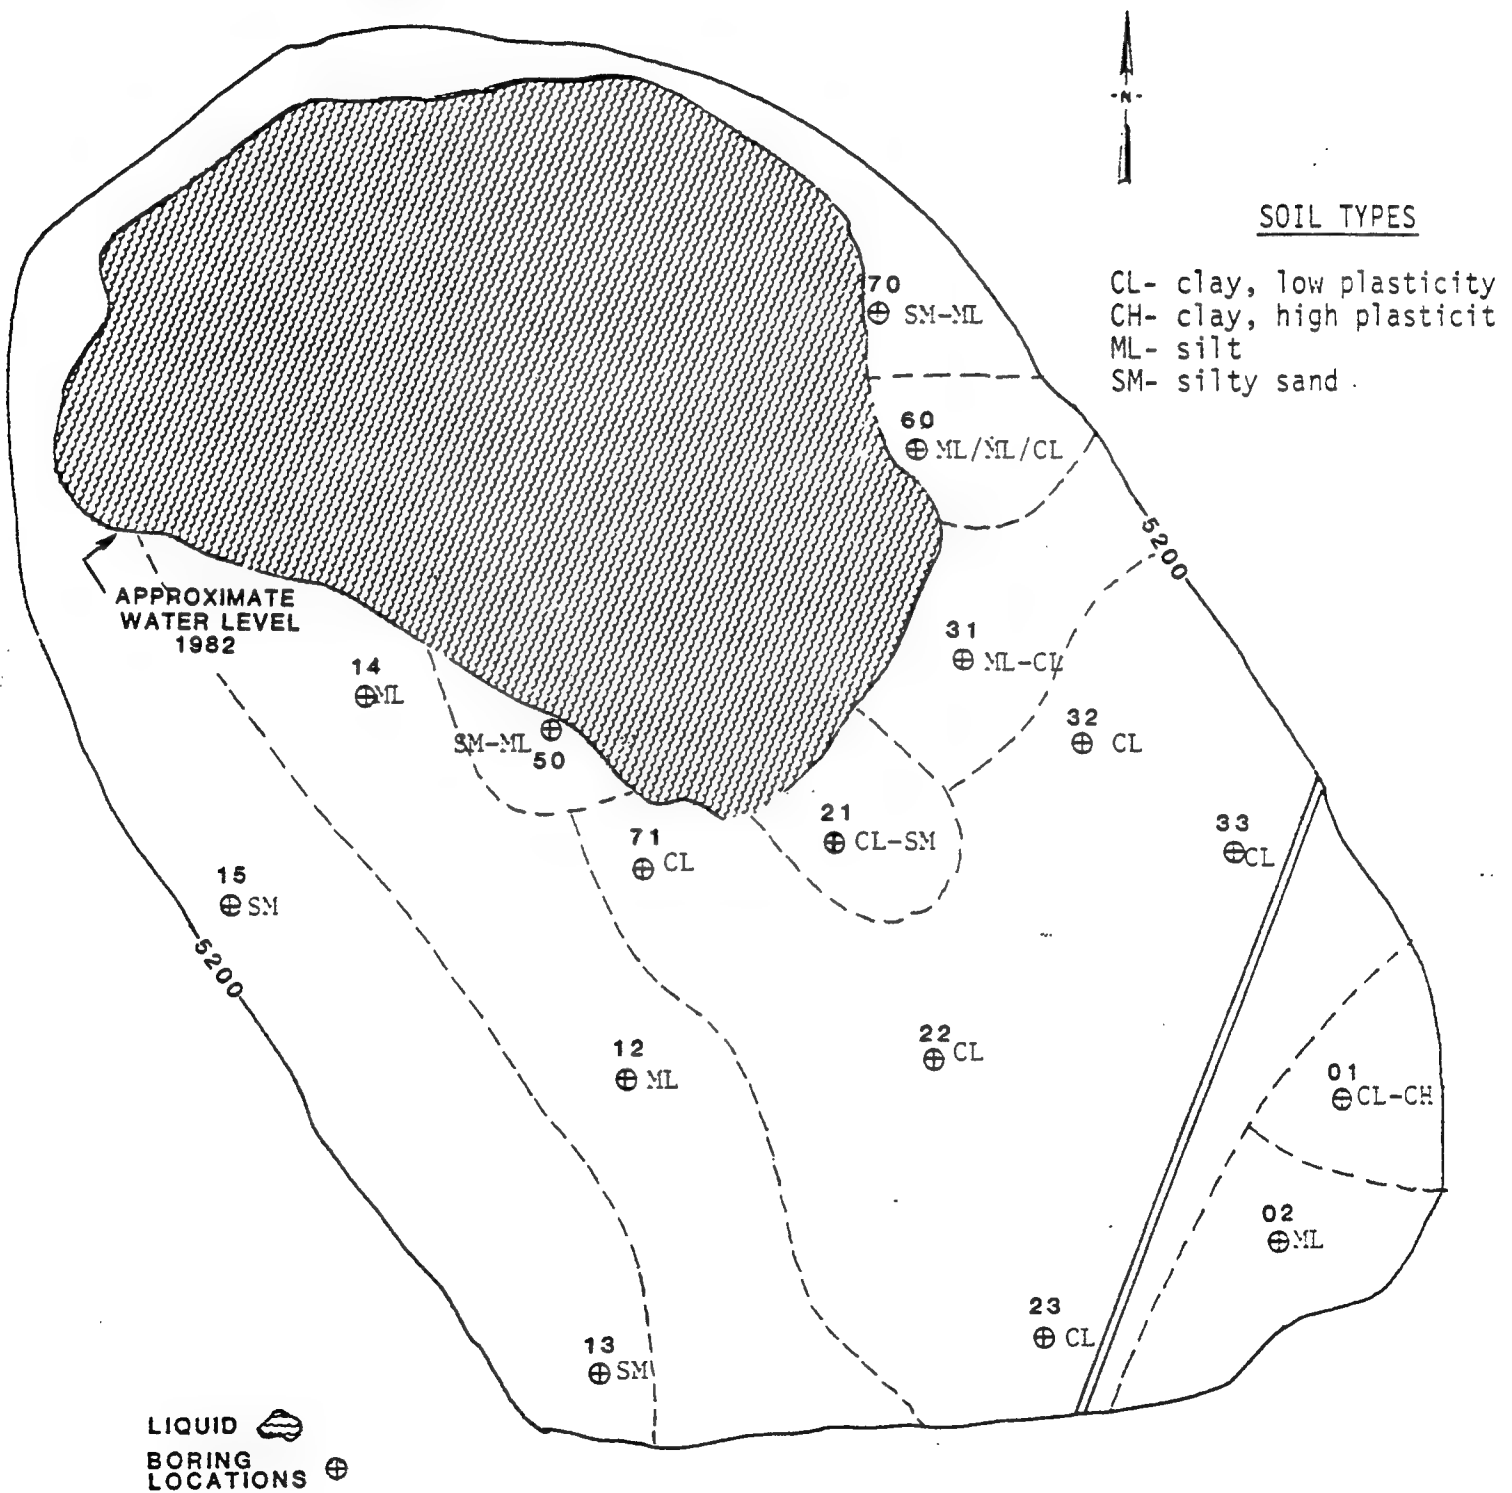 -N-
SOIL TYPES
CL- clay, low plasticity
CH- clay, high plasticit
ML- silt
SM- silty sand
70
SM-ML
60
ML/ML/CL
5200
APPROXIMATE
WATER LEVEL
1982
31
ML-CL
14
ML
32
CL
SM-ML
50
21
CL-SM
33
CL
71
CL
15
SM
5200
22
CL
12
ML
01
CL-CH
02
ML
23
CL
13
SM
LIQUID
BORING
LOCATIONS